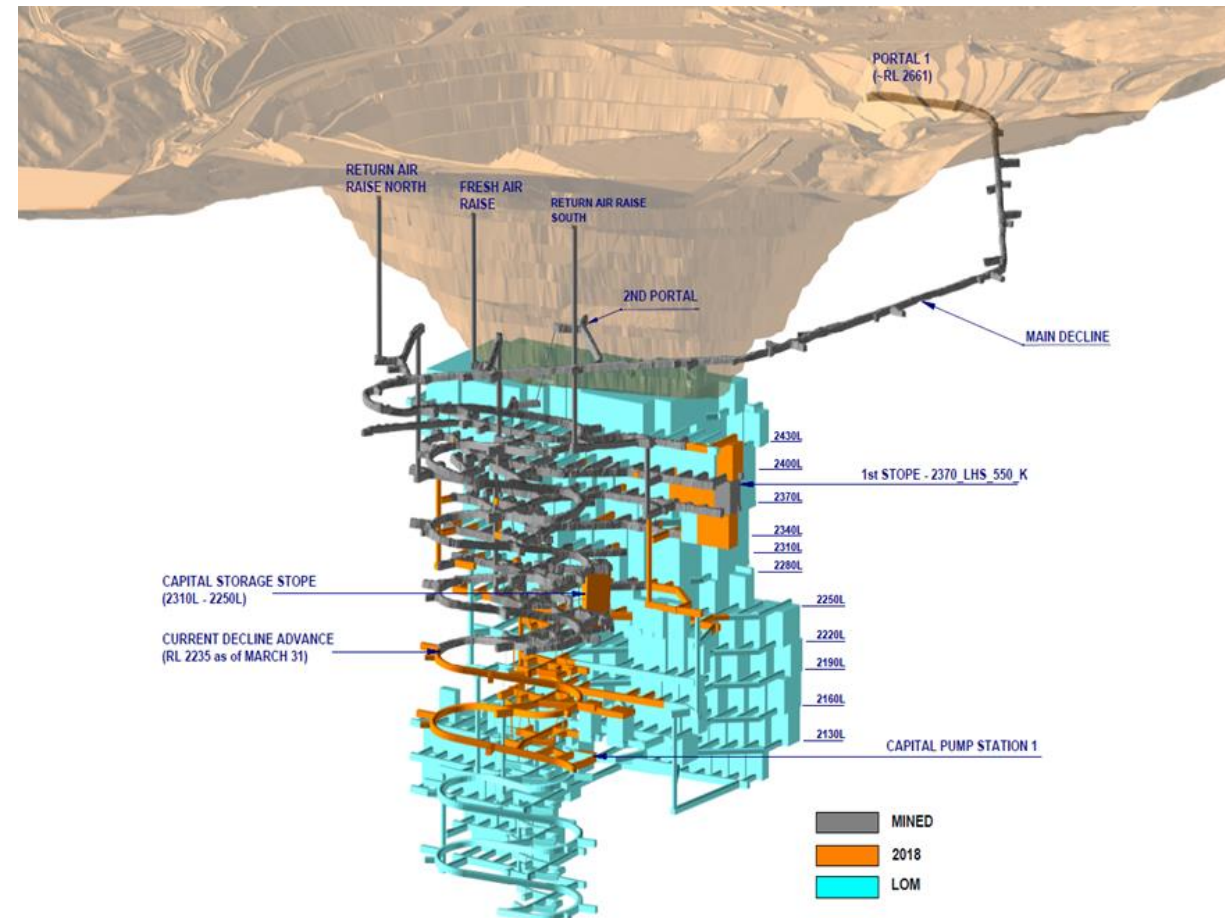 PORTAL 1
(~RL 2661)
RETURN AIR
RAISE NORTH
FRESH AIR
RAISE
RETURN AIR RAISE
SOUTH
2ND PORTAL
MAIN DECLINE
2430L
2400L
1st STOPE - 2370_LHS_550_K
2370L
2340L
2310L
2280L
CAPITAL STORAGE STOPE
(2310L - 2250L)
2250L
CURRENT DECLINE ADVANCE
(RL 2235 as of MARCH 31)
2220L
2190L
2160L
2130L
CAPITAL PUMP STATION 1
MINED
2018
LOM